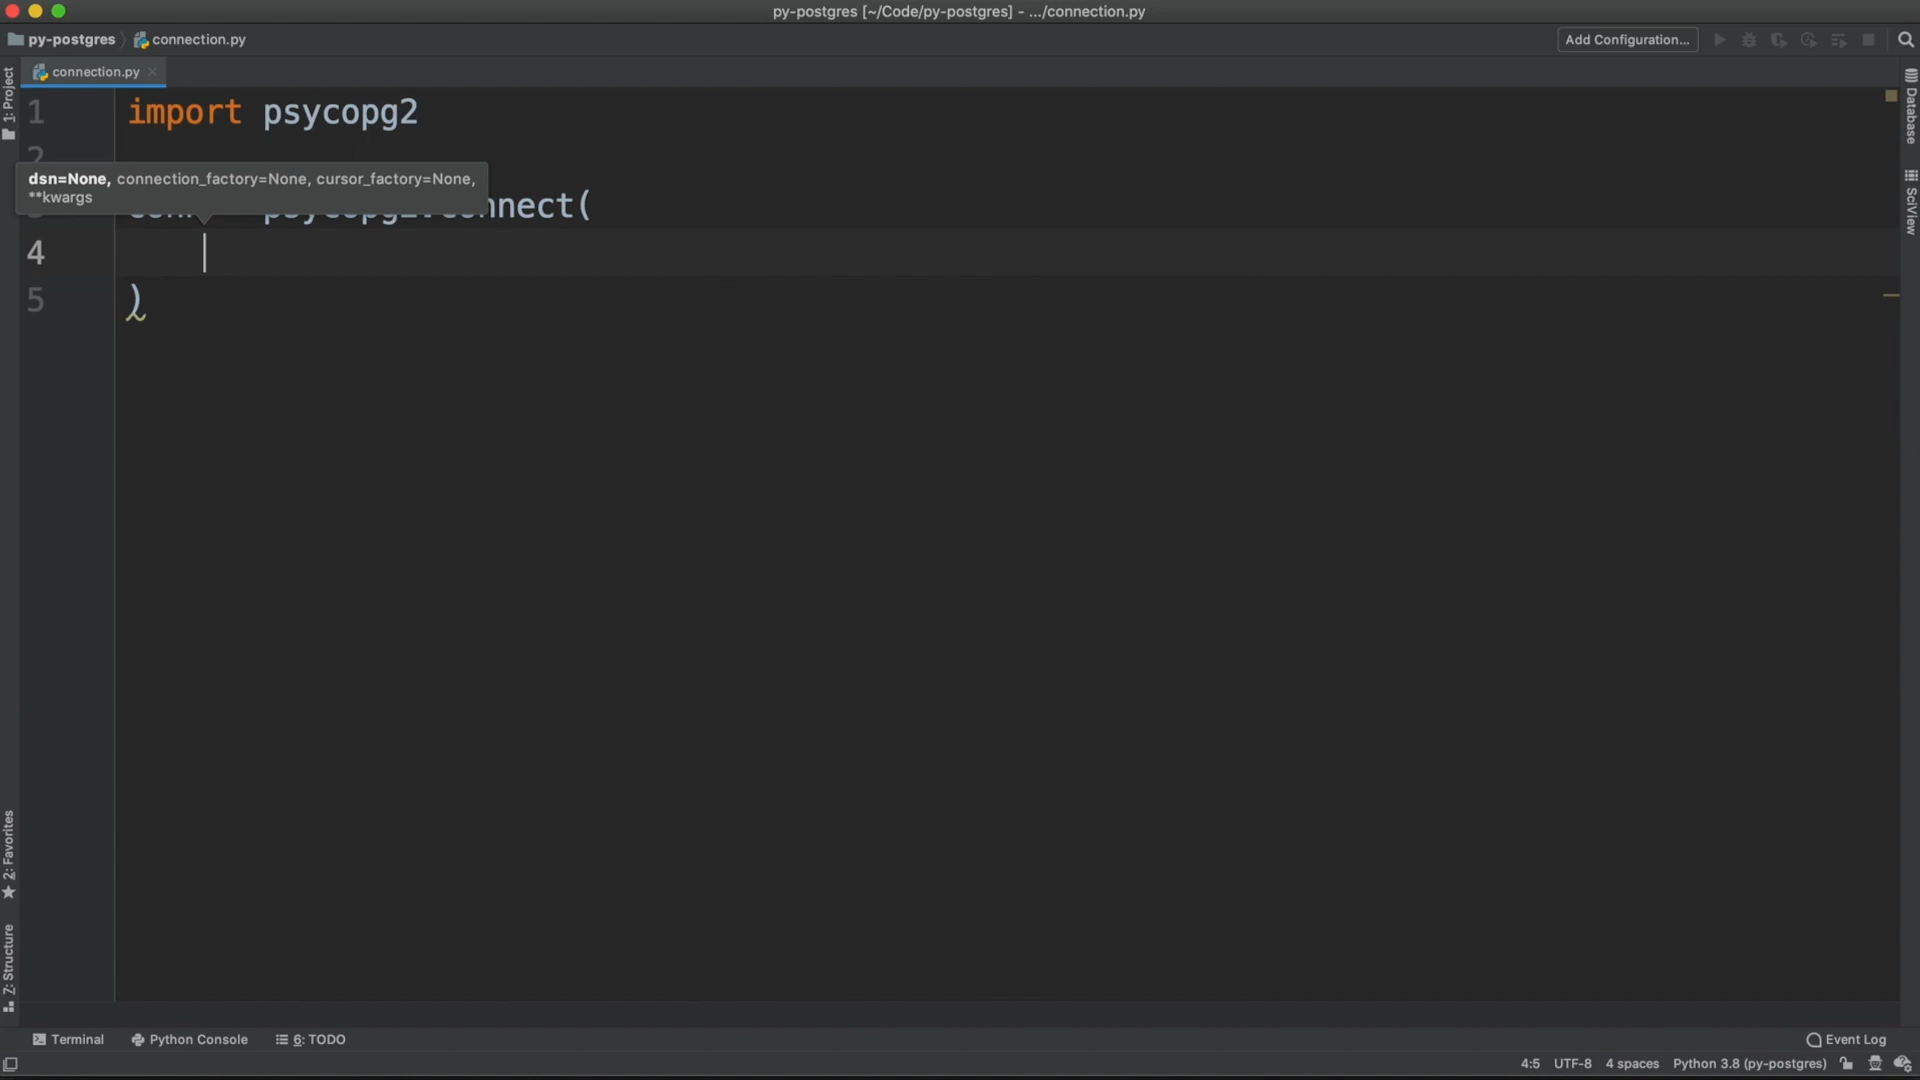 py-postgres [~/Code/py-postgres] - .../connection.py
py-postgres
connection.py
Add Configuration...
connection.py
1: Project
Database
SciView
1 import psycopg2
2
dsn=None, connection_factory=None, cursor_factory=None,
**kwargs
connect(
4
5 )
2: Favorites
Z: Structure
Terminal
Python Console
6: TODO
Event Log
4:5
UTF-8
4 spaces
Python 3.8 (py-postgres)